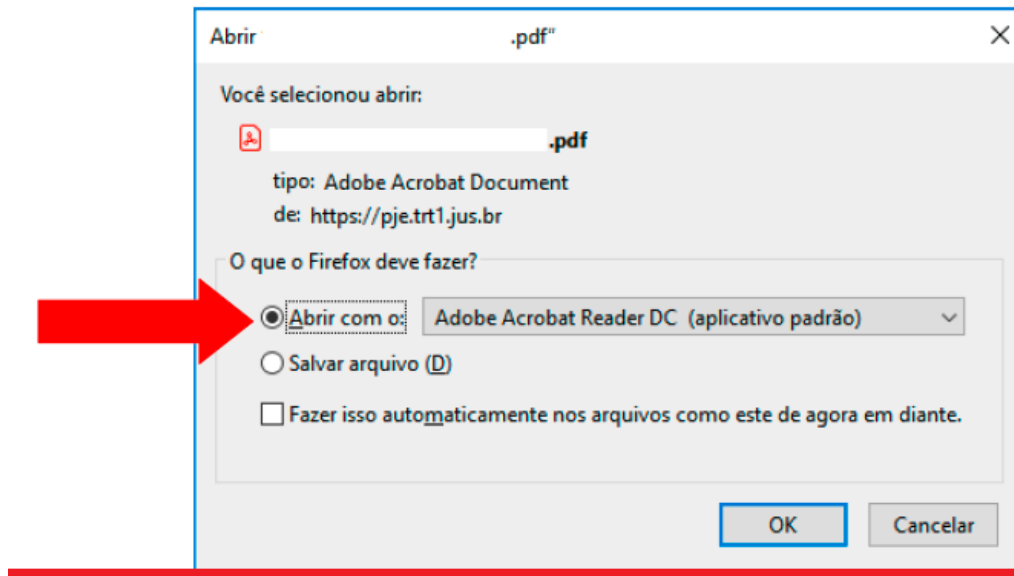 Abrir .pdf"
Você selecionou abrir:
.pdf
tipo: Adobe Acrobat Document
de: https://pje.trt1.jus.br
O que o Firefox deve fazer?
Abrir com o: Adobe Acrobat Reader DC (aplicativo padrão)
Salvar arquivo (D)
Fazer isso automaticamente nos arquivos como este de agora em diante.
OK Cancelar